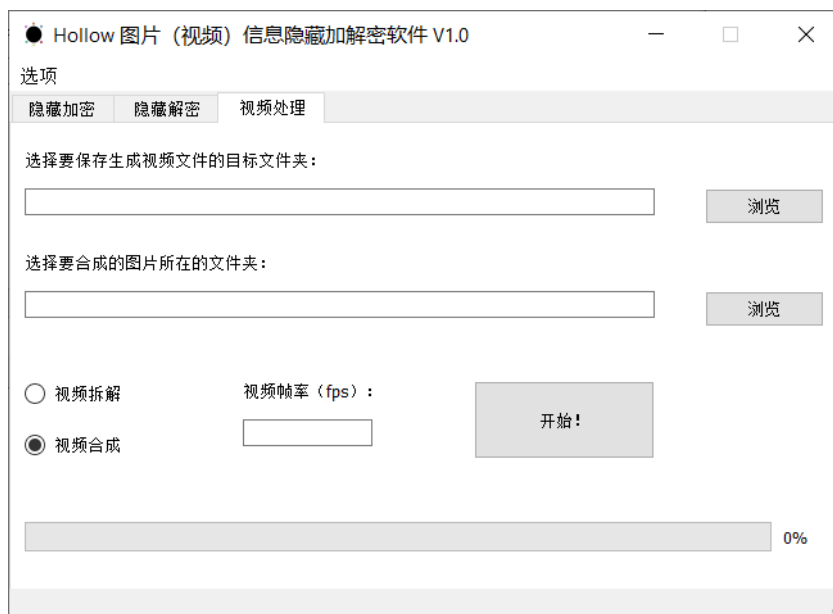 Hollow 图片（视频）信息隐藏加解密软件 V1.0
选项
隐藏加密 隐藏解密 视频处理
选择要保存生成视频文件的目标文件夹：
浏览
选择要合成的图片所在的文件夹：
浏览
视频拆解 视频帧率（fps）：
开始！
视频合成
0%